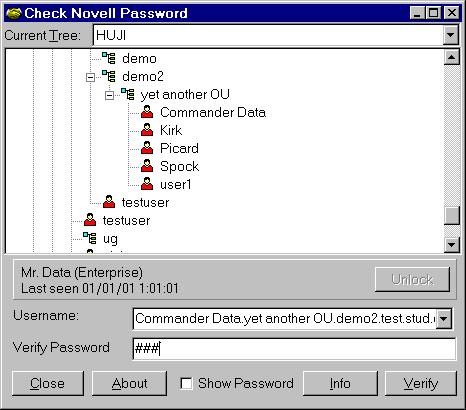 Check Novell Password
Current Tree: HUJI
demo
demo2
yet another OU
Commander Data
Kirk
Picard
Spock
user1
testuser
testuser
ug
Mr. Data (Enterprise)
Last seen 01/01/01 1:01:01
Unlock
Username: Commander Data.yet another OU.demo2.test.stud.
Verify Password ###
Close About Show Password Info Verify